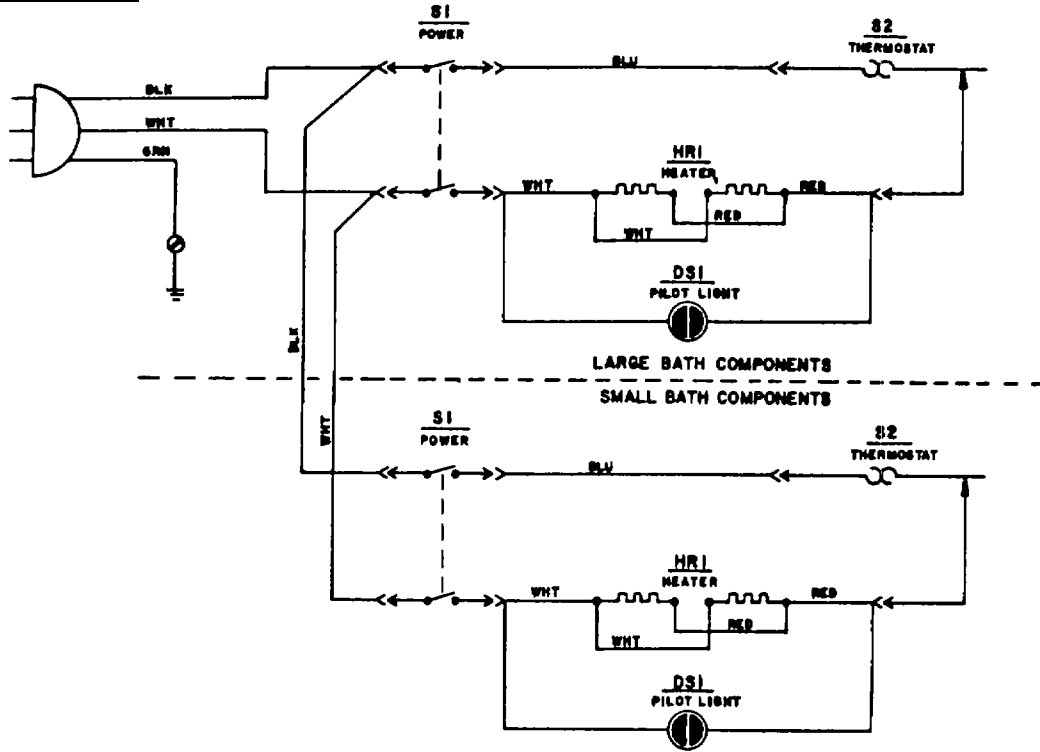 S1
POWER
S2
THERMOSTAT
BLK
BLU
WHT
GRN
HR1
HEATER
WHT
RED
RED
WHT
DS1
PILOT LIGHT
BLK
LARGE BATH COMPONENTS
SMALL BATH COMPONENTS
WHT
S1
POWER
S2
THERMOSTAT
BLU
HR1
HEATER
WHT
RED
RED
WHT
DS1
PILOT LIGHT